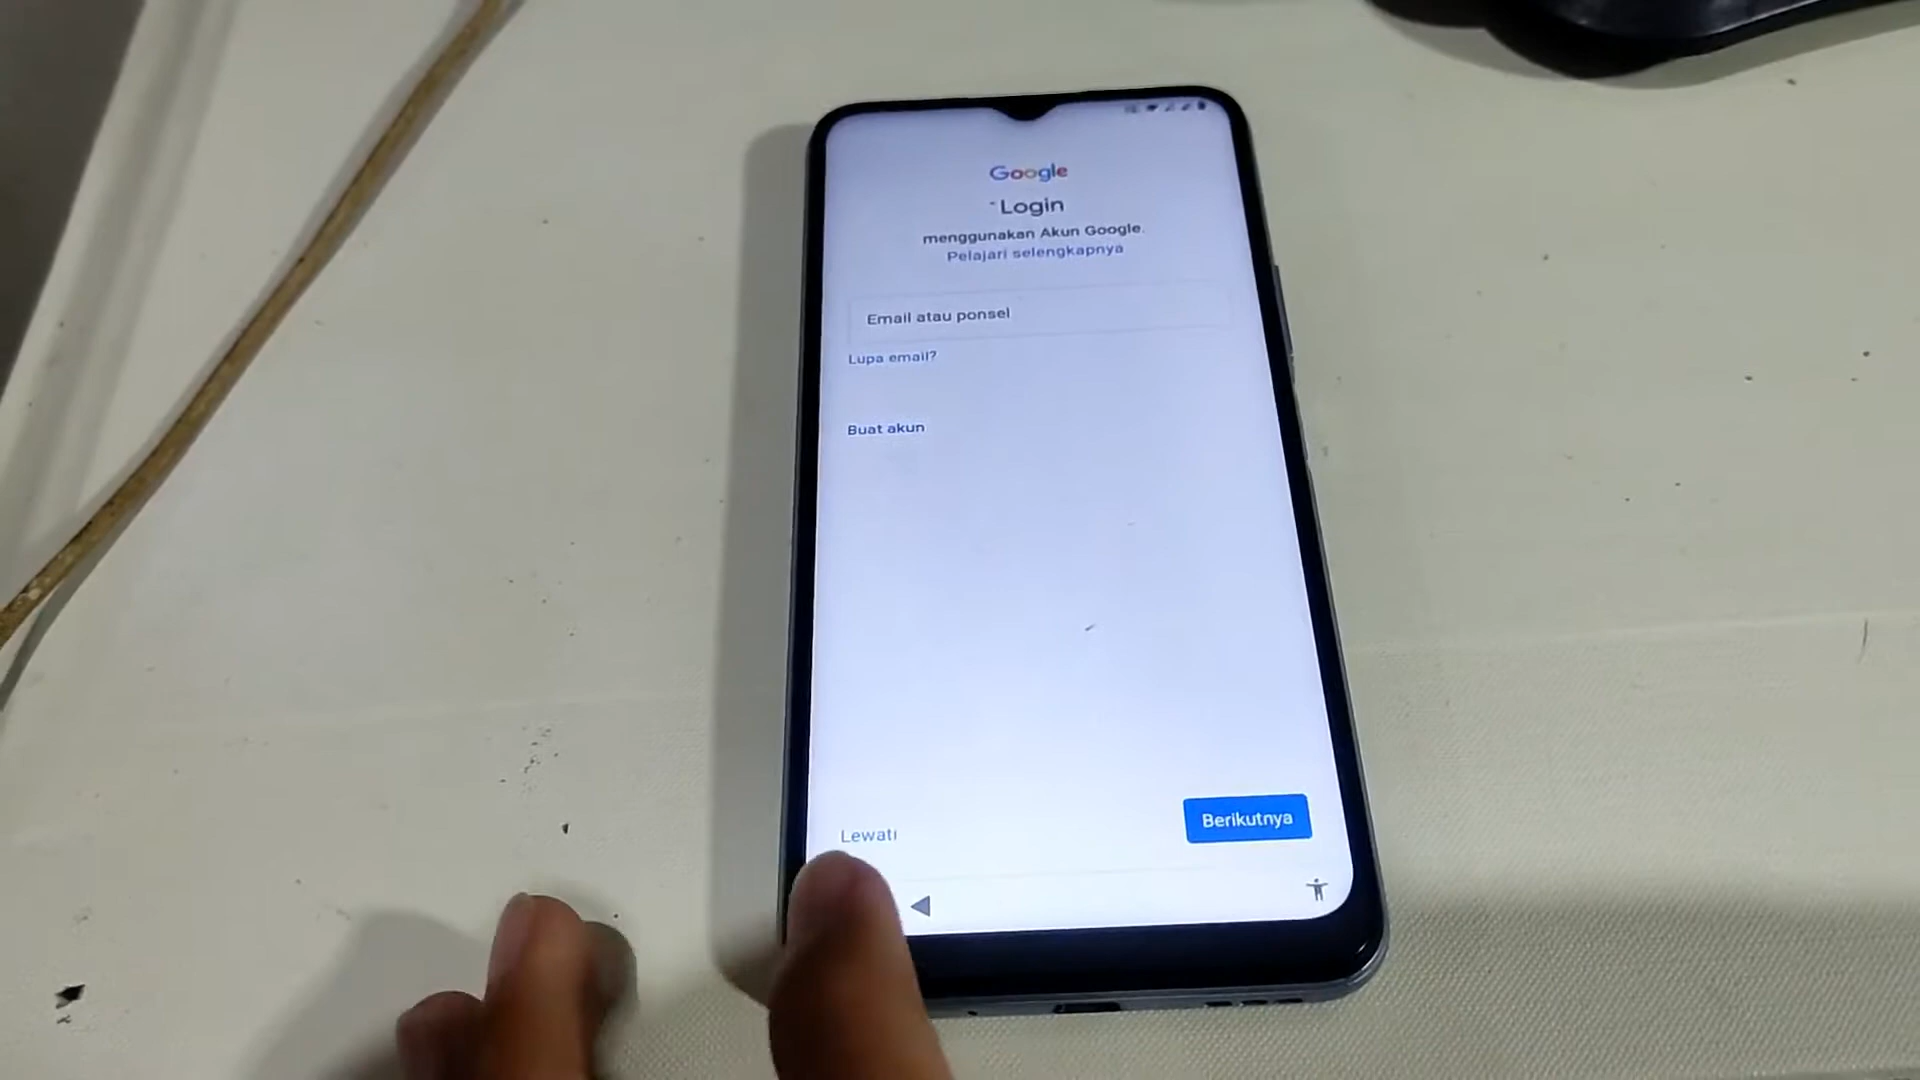 Google
Login
menggunakan Akun Google.
Pelajari selengkapnya
Email atau ponsel
Lupa email?
Buat akun
Lewati
Berikutnya